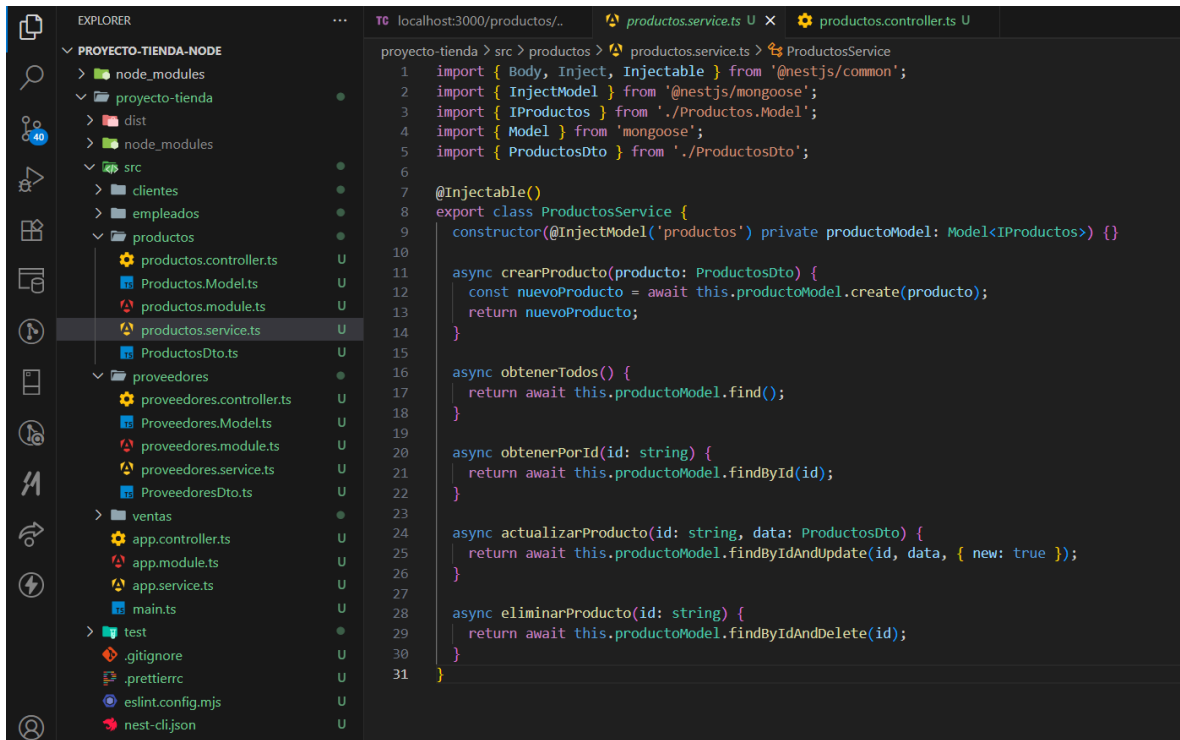 EXPLORER
PROYECTO-TIENDA-NODE
node_modules
proyecto-tienda
dist
node_modules
src
clientes
empleados
productos
productos.controller.ts U
Productos.Model.ts U
productos.module.ts U
productos.service.ts U
ProductosDto.ts U
proveedores
proveedores.controller.ts U
Proveedores.Model.ts U
proveedores.module.ts U
proveedores.service.ts U
ProveedoresDto.ts U
ventas
app.controller.ts U
app.module.ts U
app.service.ts U
main.ts U
test
.gitignore U
.prettierrc U
eslint.config.mjs U
nest-cli.json U
40
TC localhost:3000/productos/.. productos.service.ts U productos.controller.ts U
proyecto-tienda > src > productos > productos.service.ts > ProductosService
1 import { Body, Inject, Injectable } from '@nestjs/common';
2 import { InjectModel } from '@nestjs/mongoose';
3 import { IProductos } from './Productos.Model';
4 import { Model } from 'mongoose';
5 import { ProductosDto } from './ProductosDto';
6
7 @Injectable()
8 export class ProductosService {
9 constructor(@InjectModel('productos') private productoModel: Model<IProductos>) {}
10
11 async crearProducto(producto: ProductosDto) {
12 const nuevoProducto = await this.productoModel.create(producto);
13 return nuevoProducto;
14 }
15
16 async obtenerTodos() {
17 return await this.productoModel.find();
18 }
19
20 async obtenerPorId(id: string) {
21 return await this.productoModel.findById(id);
22 }
23
24 async actualizarProducto(id: string, data: ProductosDto) {
25 return await this.productoModel.findByIdAndUpdate(id, data, { new: true });
26 }
27
28 async eliminarProducto(id: string) {
29 return await this.productoModel.findByIdAndDelete(id);
30 }
31 }